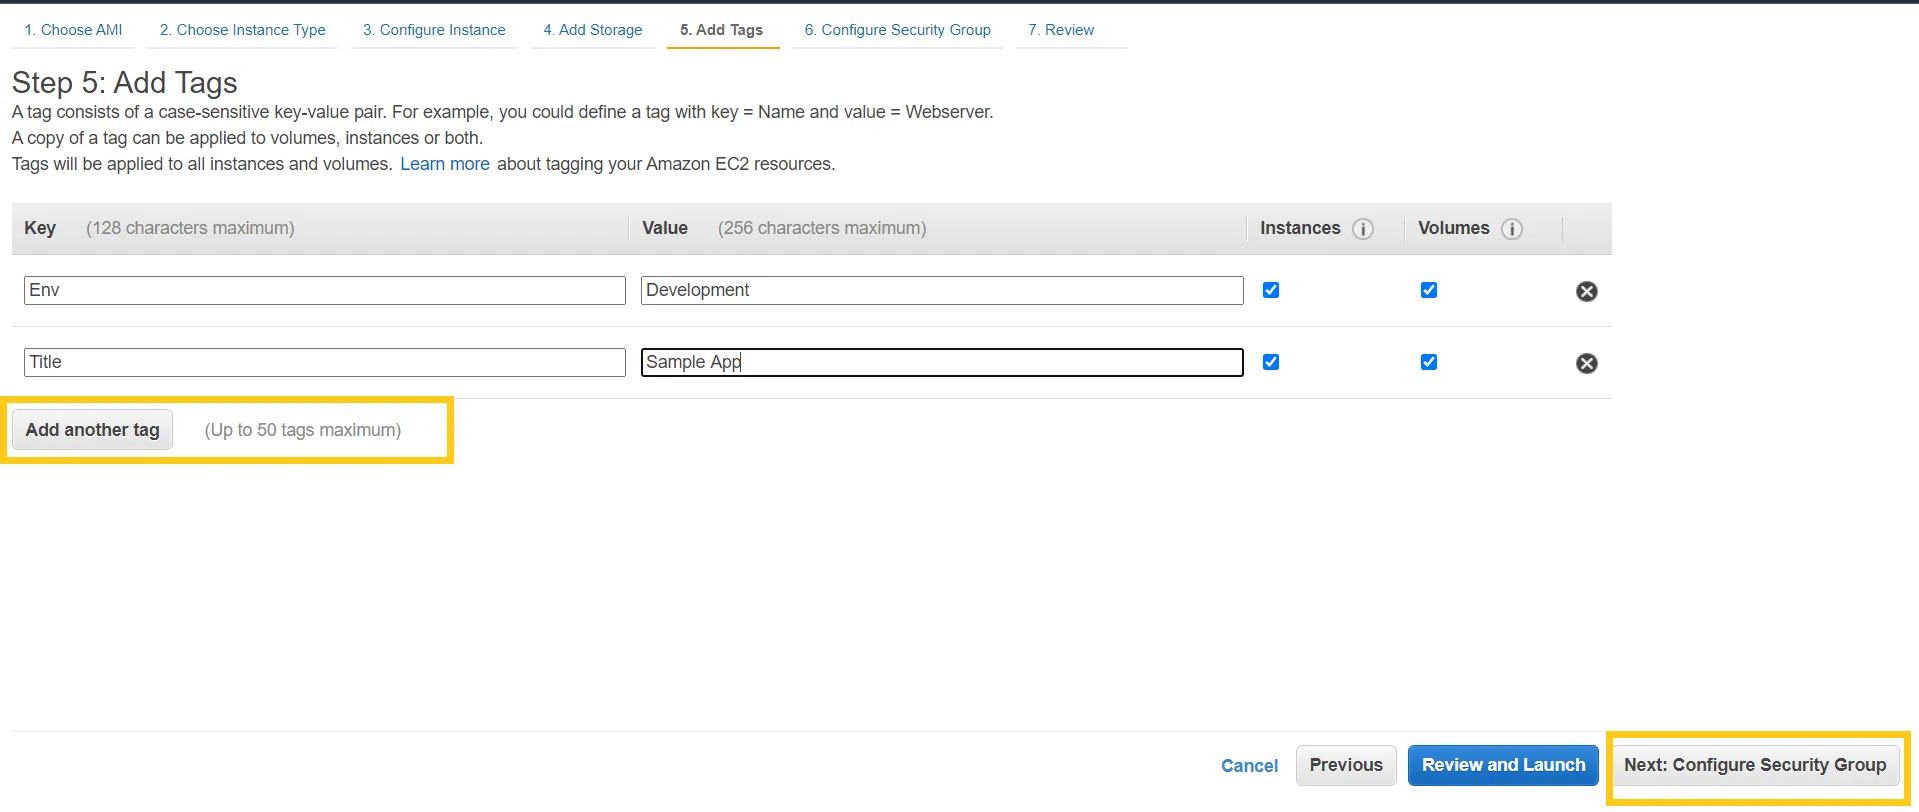 1. Choose AMI 2. Choose Instance Type 3. Configure Instance 4. Add Storage 5. Add Tags 6. Configure Security Group 7. Review
Step 5: Add Tags
A tag consists of a case-sensitive key-value pair. For example, you could define a tag with key = Name and value = Webserver.
A copy of a tag can be applied to volumes, instances or both.
Tags will be applied to all instances and volumes. Learn more about tagging your Amazon EC2 resources.
Key (128 characters maximum) Value (256 characters maximum) Instances i Volumes i
Env Development
Title Sample App
Add another tag (Up to 50 tags maximum)
Cancel Previous Review and Launch Next: Configure Security Group